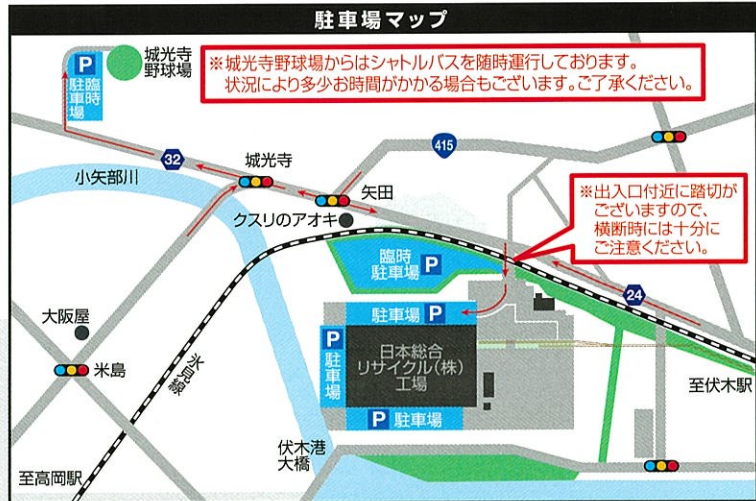 駐車場マップ
城光寺
野球場
P
臨時
駐車場
※城光寺野球場からはシャトルバスを随時運行しております。
状況により多少お時間がかかる場合もございます。ご了承ください。
32
城光寺
415
小矢部川
矢田
クスリのアオキ
※出入口付近に踏切が
ございますので、
横断時には十分に
ご注意ください。
臨時
駐車場 P
24
駐車場 P
大阪屋
P
駐車場
日本総合
リサイクル(株)
工場
米島
氷見線
至伏木駅
P 駐車場
伏木港
大橋
至高岡駅